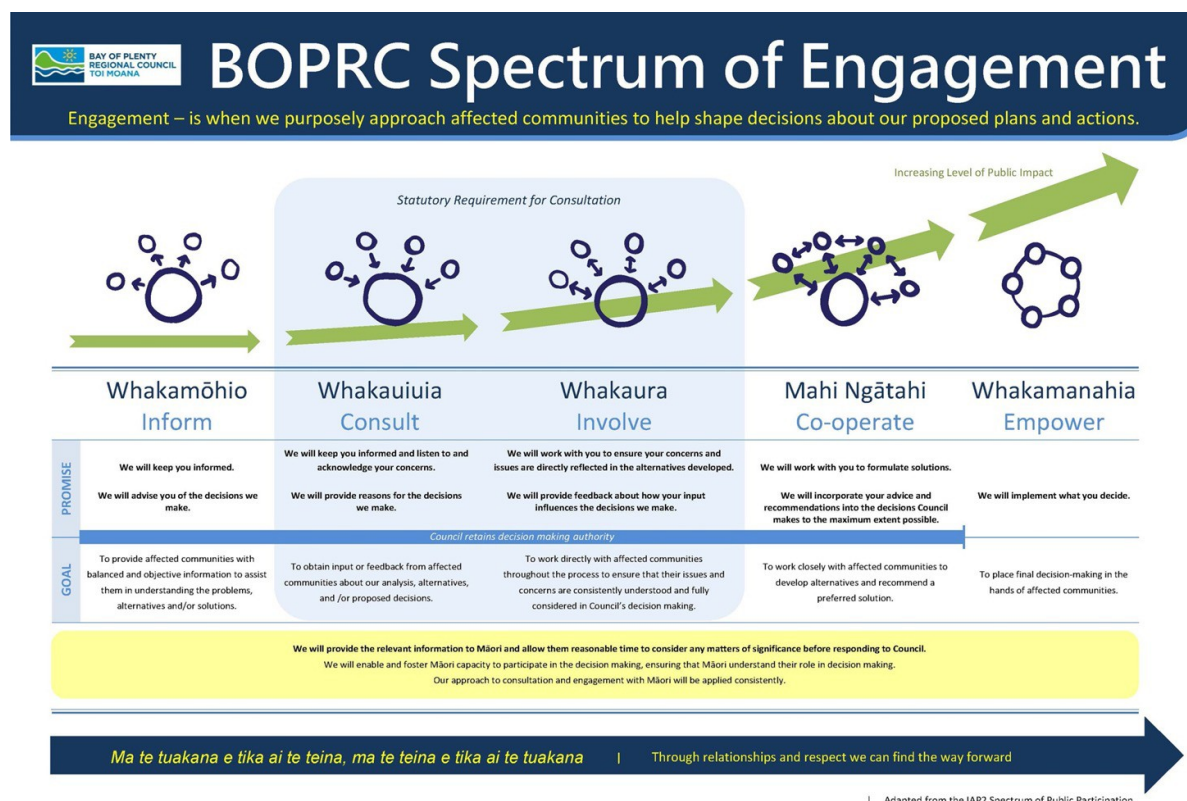 BAY OF PLENTY
REGIONAL COUNCIL
TOI MOANA
BOPRC Spectrum of Engagement
Engagement – is when we purposely approach affected communities to help shape decisions about our proposed plans and actions.
Increasing Level of Public Impact
Statutory Requirement for Consultation
Whakamōhio
Inform
Whakauiuia
Consult
Whakaura
Involve
Mahi Ngātahi
Co-operate
Whakamanahia
Empower
PROMISE
We will keep you informed.
We will advise you of the decisions we
make.
We will keep you informed and listen to and
acknowledge your concerns.
We will provide reasons for the decisions
we make.
We will work with you to ensure your concerns and
issues are directly reflected in the alternatives developed.
We will provide feedback about how your input
influences the decisions we make.
We will work with you to formulate solutions.
We will incorporate your advice and
recommendations into the decisions Council
makes to the maximum extent possible.
We will implement what you decide.
Council retains decision making authority
GOAL
To provide affected communities with
balanced and objective information to assist
them in understanding the problems,
alternatives and/or solutions.
To obtain input or feedback from affected
communities about our analysis, alternatives,
and /or proposed decisions.
To work directly with affected communities
throughout the process to ensure that their issues and
concerns are consistently understood and fully
considered in Council's decision making.
To work closely with affected communities to
develop alternatives and recommend a
preferred solution.
To place final decision-making in the
hands of affected communities.
We will provide the relevant information to Māori and allow them reasonable time to consider any matters of significance before responding to Council.
We will enable and foster Māori capacity to participate in the decision making, ensuring that Māori understand their role in decision making.
Our approach to consultation and engagement with Māori will be applied consistently.
Ma te tuakana e tika ai te teina, ma te teina e tika ai te tuakana | Through relationships and respect we can find the way forward
| Adapted from the IAP2 Spectrum of Public Participation